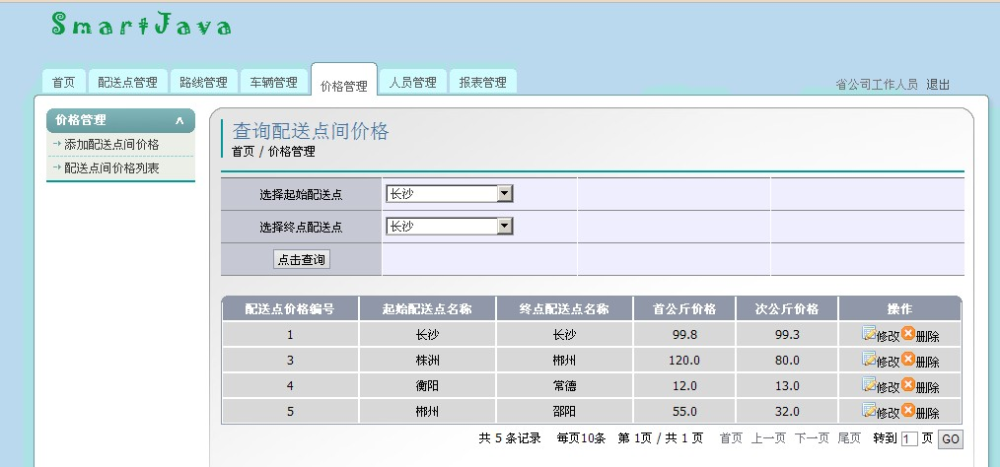 SmartJava
首页 配送点管理 路线管理 车辆管理 价格管理 人员管理 报表管理 省公司工作人员 退出
价格管理
添加配送点间价格
配送点间价格列表
查询配送点间价格
首页 / 价格管理
选择起始配送点 长沙
选择终点配送点 长沙
点击查询
配送点价格编号 起始配送点名称 终点配送点名称 首公斤价格 次公斤价格 操作
1 长沙 长沙 99.8 99.3 修改 删除
3 株洲 郴州 120.0 80.0 修改 删除
4 衡阳 常德 12.0 13.0 修改 删除
5 郴州 邵阳 55.0 32.0 修改 删除
共 5 条记录 每页10条 第 1页 / 共 1 页 首页 上一页 下一页 尾页 转到 1 页 GO